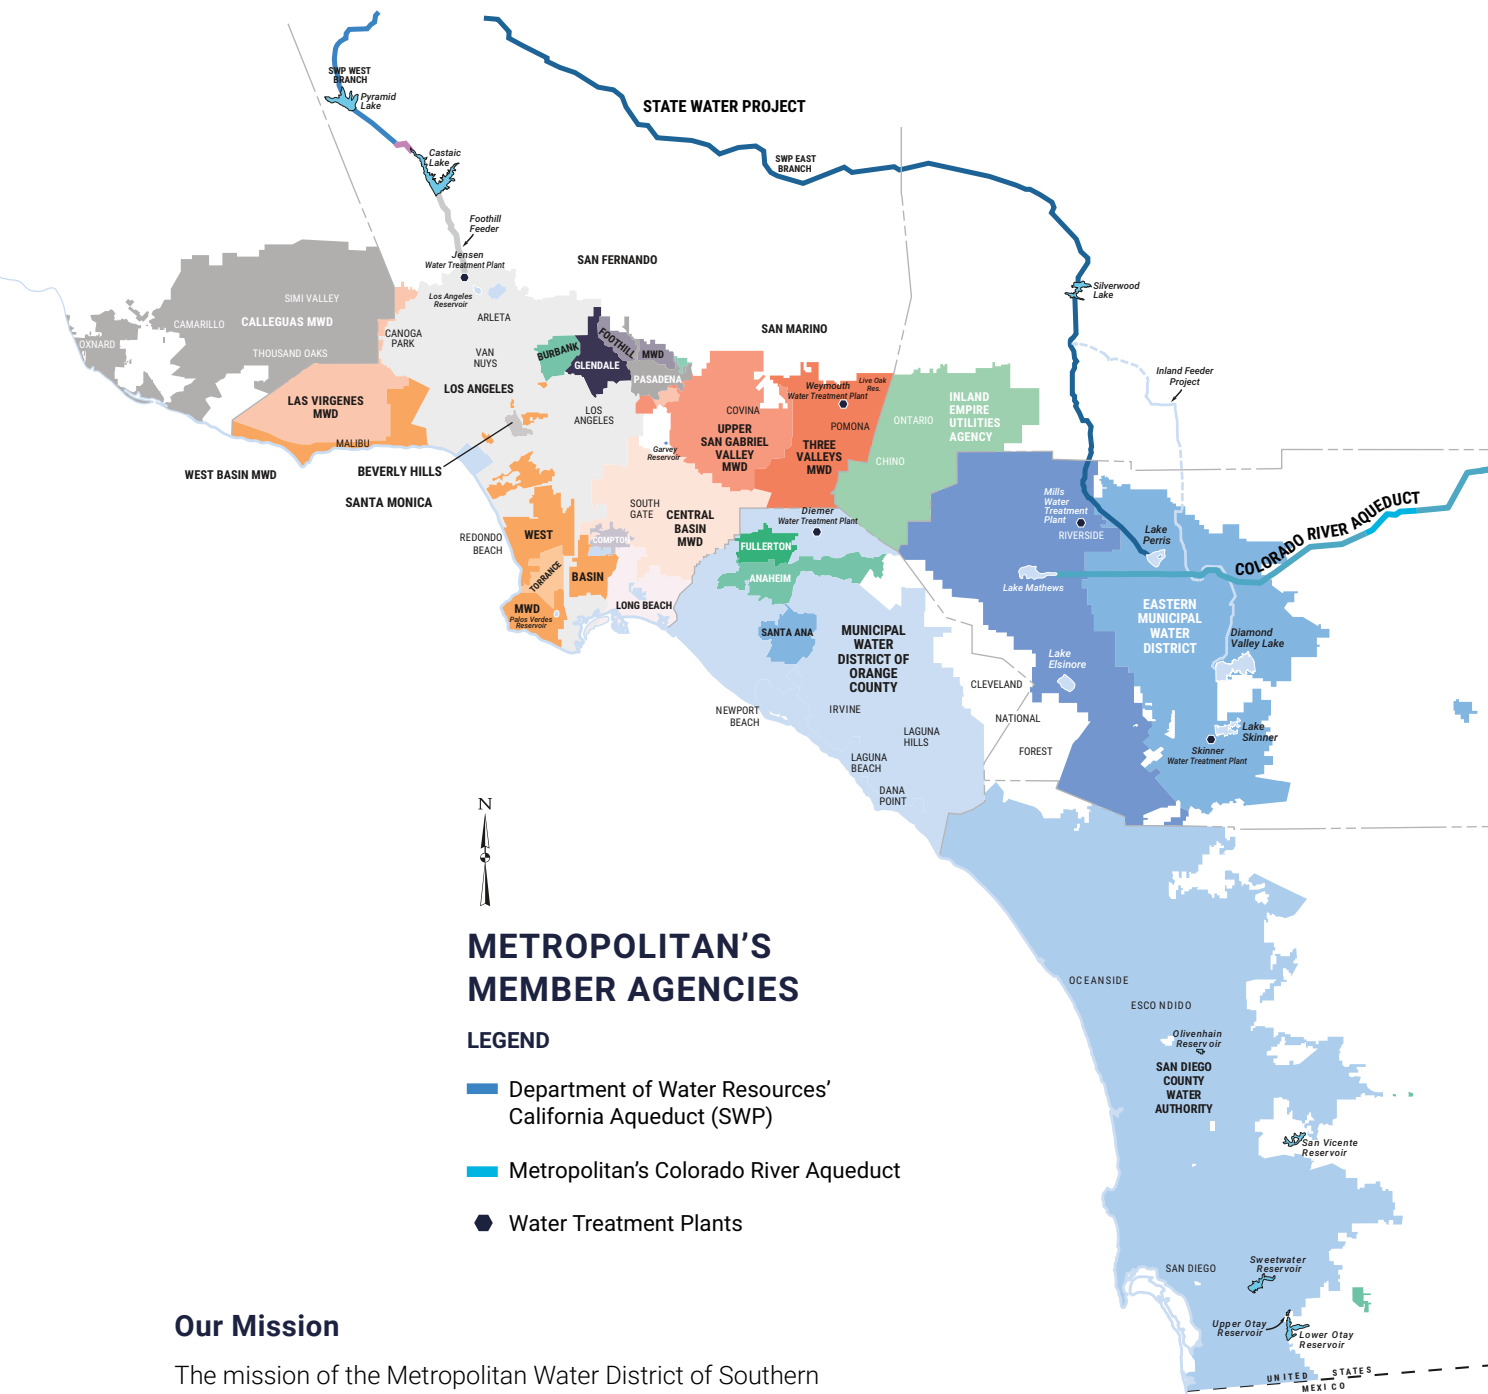 SWP WEST
BRANCH
Pyramid
Lake
STATE WATER PROJECT
SWP EAST
BRANCH
Castaic
Lake
Foothill
Feeder
Jensen
Water Treatment Plant
SAN FERNANDO
Silverwood
Lake
Los Angeles
Reservoir
SIMI VALLEY
CAMARILLO
CALLEGUAS MWD
OXNARD
THOUSAND OAKS
ARLETA
CANOGA
PARK
VAN
NUYS
SAN MARINO
BURBANK
FOOTHILL
MWD
GLENDALE
PASADENA
Inland Feeder
Project
LAS VIRGENES
MWD
LOS ANGELES
LOS
ANGELES
MALIBU
COVINA
Weymouth
Water Treatment Plant
Live Oak
Res.
POMONA
ONTARIO
INLAND
EMPIRE
UTILITIES
AGENCY
UPPER
SAN GABRIEL
VALLEY
MWD
THREE
VALLEYS
MWD
CHINO
Garvey
Reservoir
WEST BASIN MWD
BEVERLY HILLS
SANTA MONICA
SOUTH
GATE
CENTRAL
BASIN
MWD
Diemer
Water Treatment Plant
Mills
Water
Treatment
Plant
RIVERSIDE
Lake
Perris
COLORADO RIVER AQUEDUCT
REDONDO
BEACH
WEST
COMPTON
FULLERTON
ANAHEIM
TORRANCE
BASIN
Lake Mathews
MWD
Palos Verdes
Reservoir
LONG BEACH
EASTERN
MUNICIPAL
WATER
DISTRICT
SANTA ANA
MUNICIPAL
WATER
DISTRICT OF
ORANGE
COUNTY
Diamond
Valley Lake
Lake
Elsinore
CLEVELAND
NATIONAL
FOREST
NEWPORT
BEACH
IRVINE
LAGUNA
HILLS
LAGUNA
BEACH
DANA
POINT
Lake
Skinner
Skinner
Water Treatment Plant
N
METROPOLITAN'S
MEMBER AGENCIES
LEGEND
Department of Water Resources'
California Aqueduct (SWP)
Metropolitan's Colorado River Aqueduct
Water Treatment Plants
OCEANSIDE
ESCONDIDO
Olivenhain
Reservoir
SAN DIEGO
COUNTY
WATER
AUTHORITY
San Vicente
Reservoir
SAN DIEGO
Sweetwater
Reservoir
Upper Otay
Reservoir
Lower Otay
Reservoir
UNITED STATES
MEXICO
Our Mission
The mission of the Metropolitan Water District of Southern